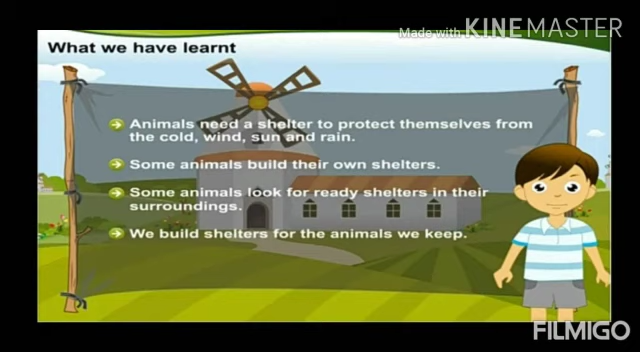 Made with KINEMASTER
What we have learnt
Animals need a shelter to protect themselves from
the cold, wind, sun and rain.
Some animals build their own shelters.
Some animals look for ready shelters in their
surroundings.
We build shelters for the animals we keep.
FILMIGO